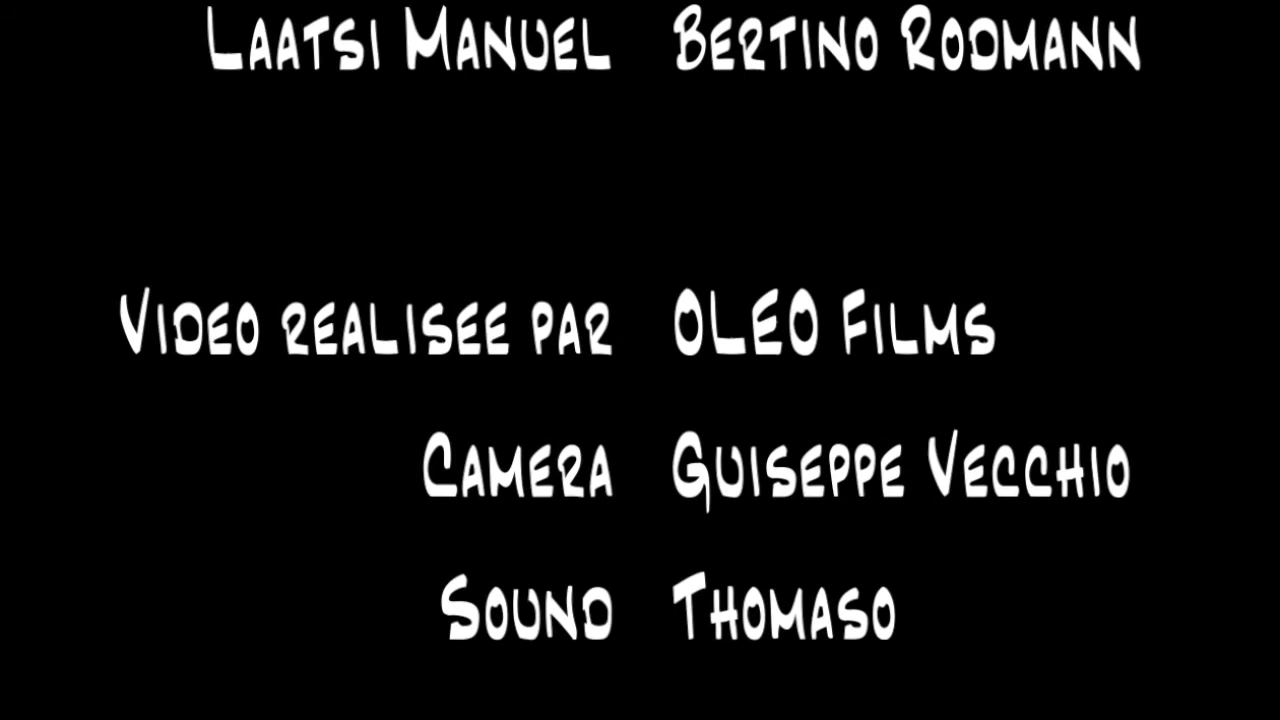 Laatsi Manuel Bertino Rodmann
Video realisee par OLEO Films
Camera Guiseppe Vecchio
Sound Thomaso